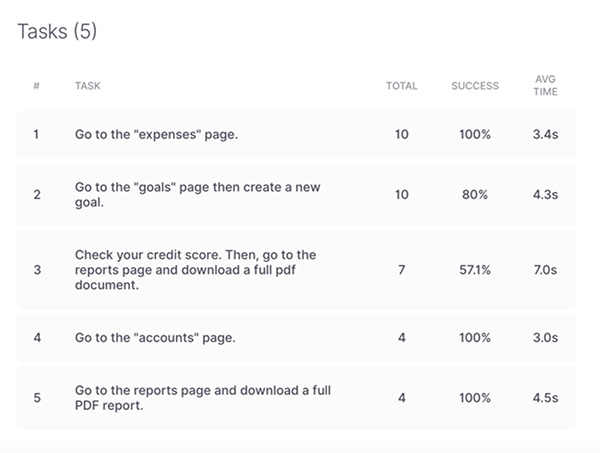 Tasks (5)
# TASK TOTAL SUCCESS AVG
TIME
1 Go to the "expenses" page. 10 100% 3.4s
2 Go to the "goals" page then create a new
goal. 10 80% 4.3s
3 Check your credit score. Then, go to the
reports page and download a full pdf
document. 7 57.1% 7.0s
4 Go to the "accounts" page. 4 100% 3.0s
5 Go to the reports page and download a full
PDF report. 4 100% 4.5s